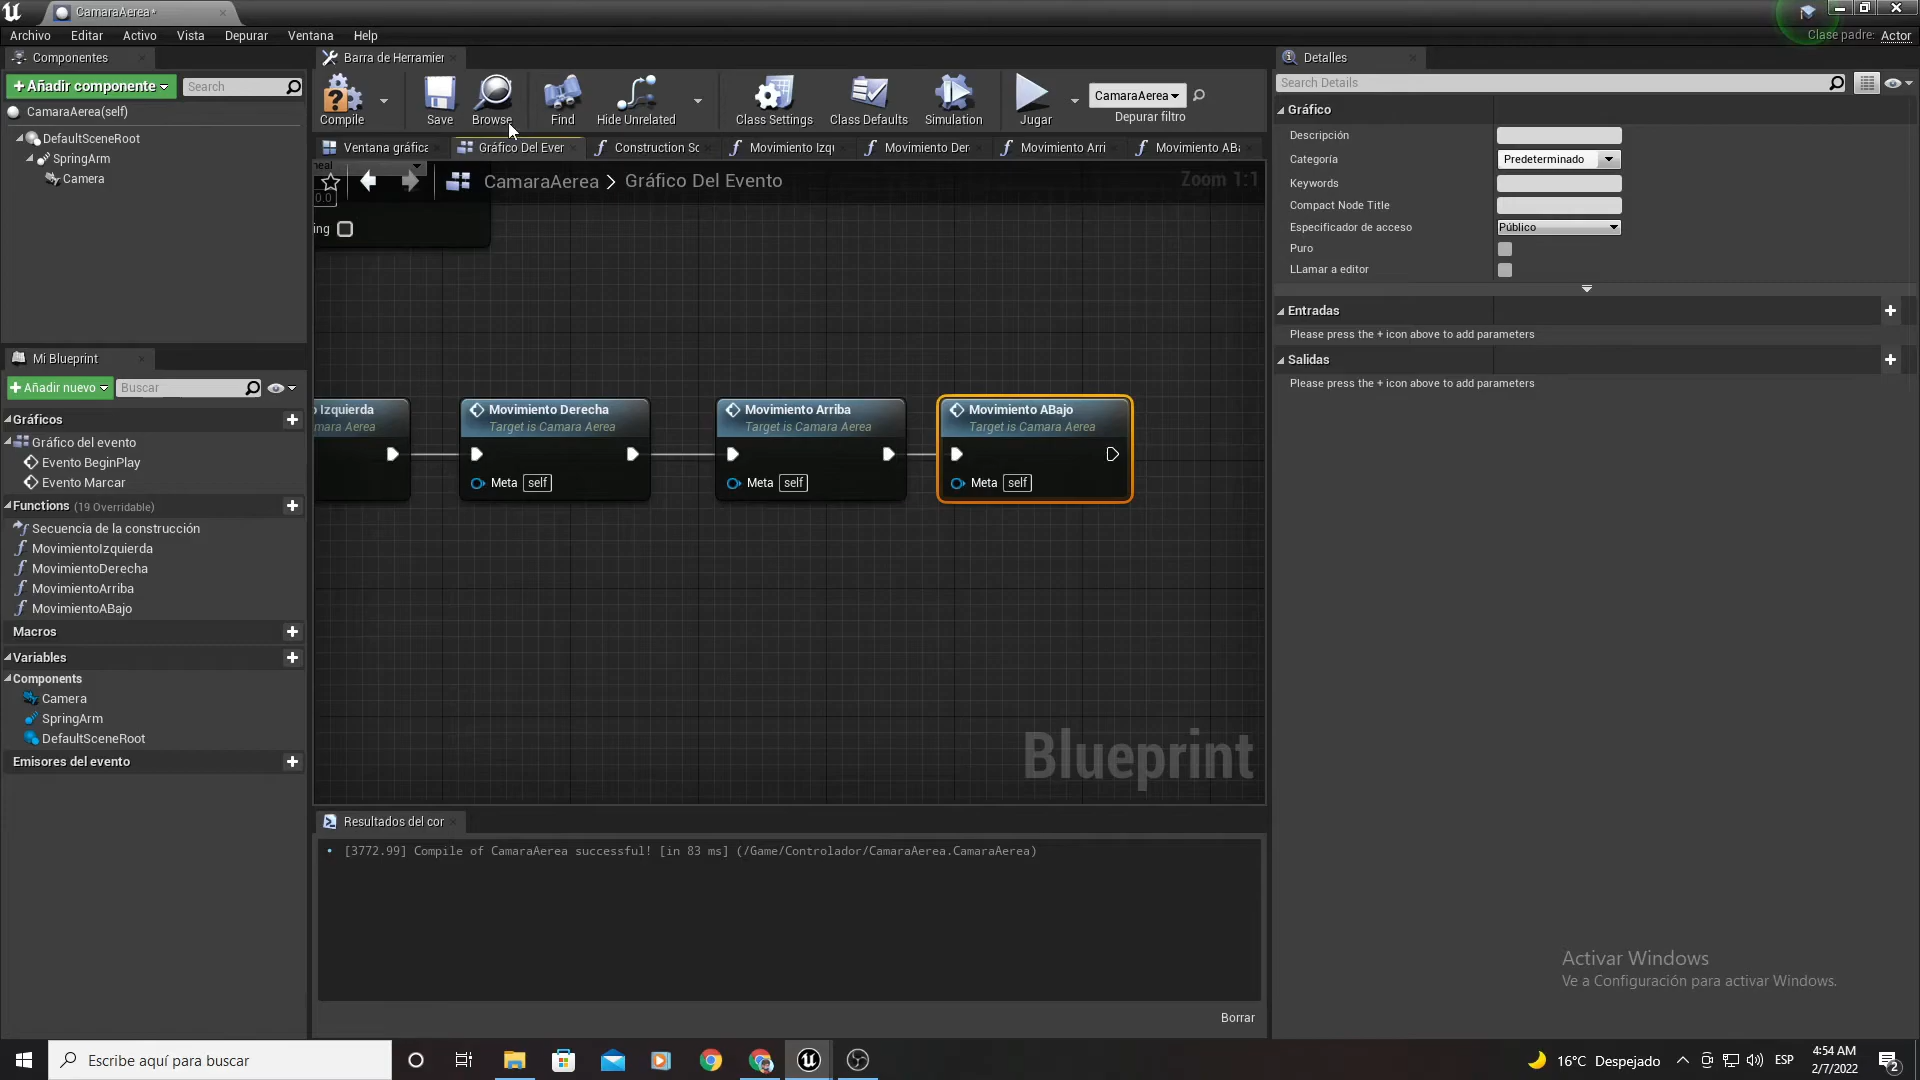 CamaraAerea*
Archivo Editar Activo Vista Depurar Ventana Help
Clase padre: Actor
Componentes
Añadir componente
Search
CamaraAerea(self)
DefaultSceneRoot
SpringArm
Camera
Barra de Herramier
Compile
Save
Browse
Find
Hide Unrelated
Class Settings
Class Defaults
Simulation
Jugar
CamaraAerea
Depurar filtro
Ventana gráfica
Gráfico Del Ever
Construction Sc
Movimiento Izqu
Movimiento Der
Movimiento Arri
Movimiento ABa
CamaraAerea > Gráfico Del Evento
Zoom 1:1
neal
0.0
ing
o Izquierda
mara Aerea
Movimiento Derecha
Target is Camara Aerea
Meta self
Movimiento Arriba
Target is Camara Aerea
Meta self
Movimiento ABajo
Target is Camara Aerea
Meta self
Blueprint
Mi Blueprint
Añadir nuevo
Buscar
Gráficos
Gráfico del evento
Evento BeginPlay
Evento Marcar
Functions (19 Overridable)
Secuencia de la construcción
MovimientoIzquierda
MovimientoDerecha
MovimientoArriba
MovimientoABajo
Macros
Variables
Components
Camera
SpringArm
DefaultSceneRoot
Emisores del evento
Resultados del cor
[3772.99] Compile of CamaraAerea successful! [in 83 ms] (/Game/Controlador/CamaraAerea.CamaraAerea)
Borrar
Detalles
Search Details
Gráfico
Descripción
Categoría
Predeterminado
Keywords
Compact Node Title
Especificador de acceso
Público
Puro
LLamar a editor
Entradas
Please press the + icon above to add parameters
Salidas
Please press the + icon above to add parameters
Activar Windows
Ve a Configuración para activar Windows.
Escribe aquí para buscar
16°C Despejado
ESP
4:54 AM
2/7/2022
2